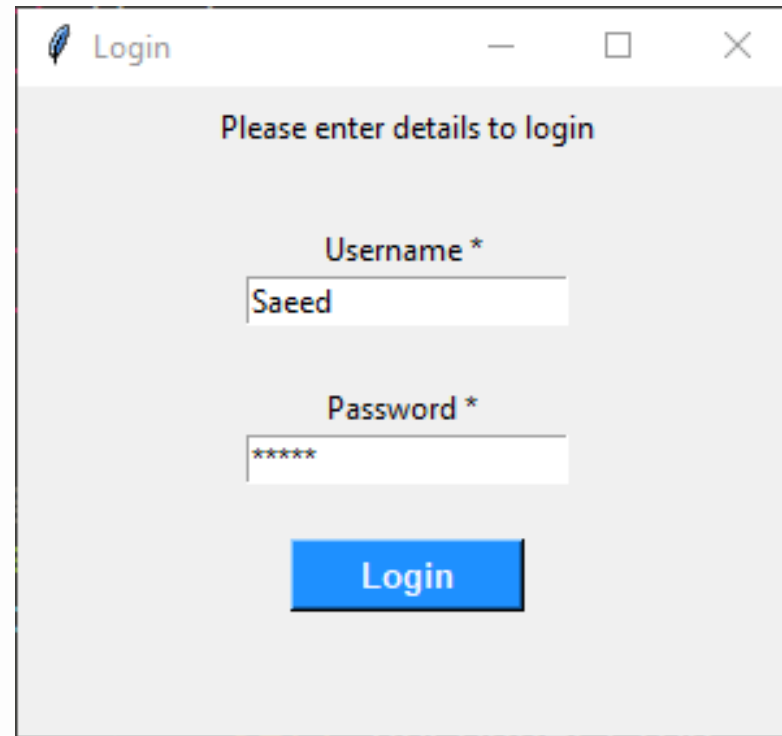 Login
Please enter details to login
Username *
Saeed
Password *
*****
Login